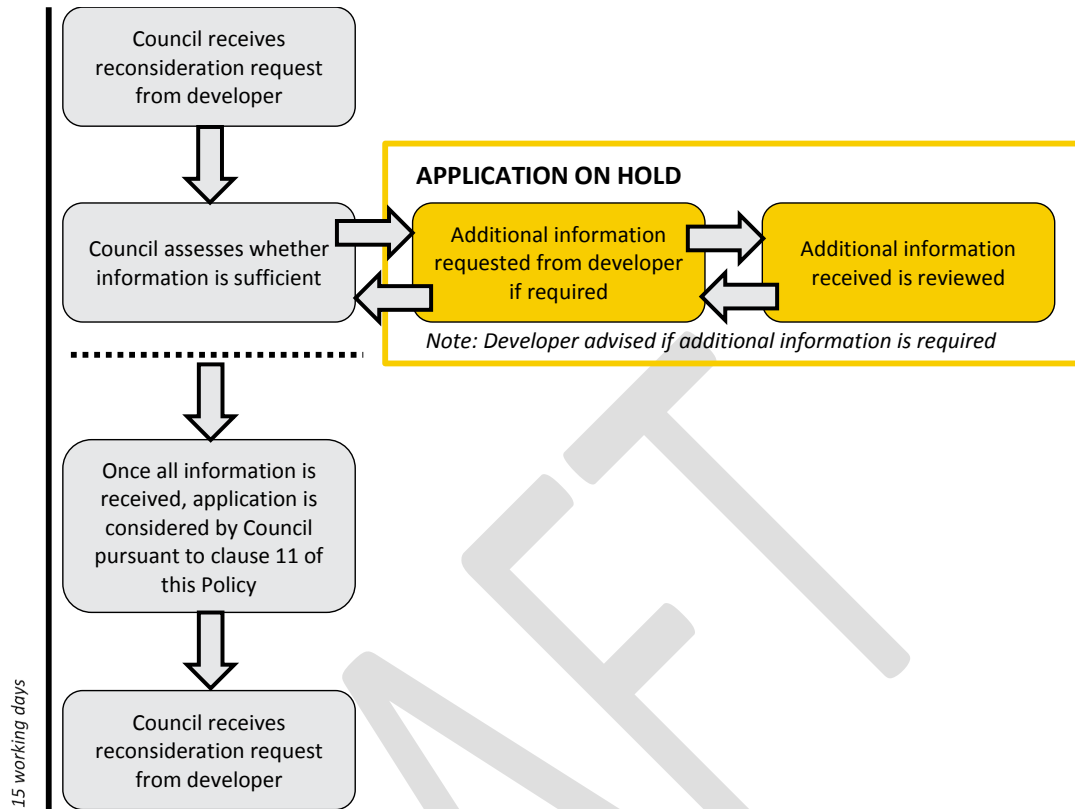 Council receives
reconsideration request
from developer
APPLICATION ON HOLD
Council assesses whether
information is sufficient
Additional information
requested from developer
if required
Additional information
received is reviewed
Note: Developer advised if additional information is required
Once all information is
received, application is
considered by Council
pursuant to clause 11 of
this Policy
Council receives
reconsideration request
from developer
15 working days
AFT